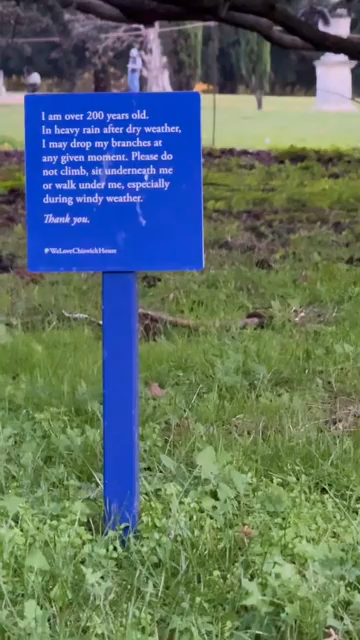 I am over 200 years old.
In heavy rain after dry weather,
I may drop my branches at
any given moment. Please do
not climb, sit underneath me
or walk under me, especially
during windy weather.
Thank you.
#WeLoveChiswickHouse